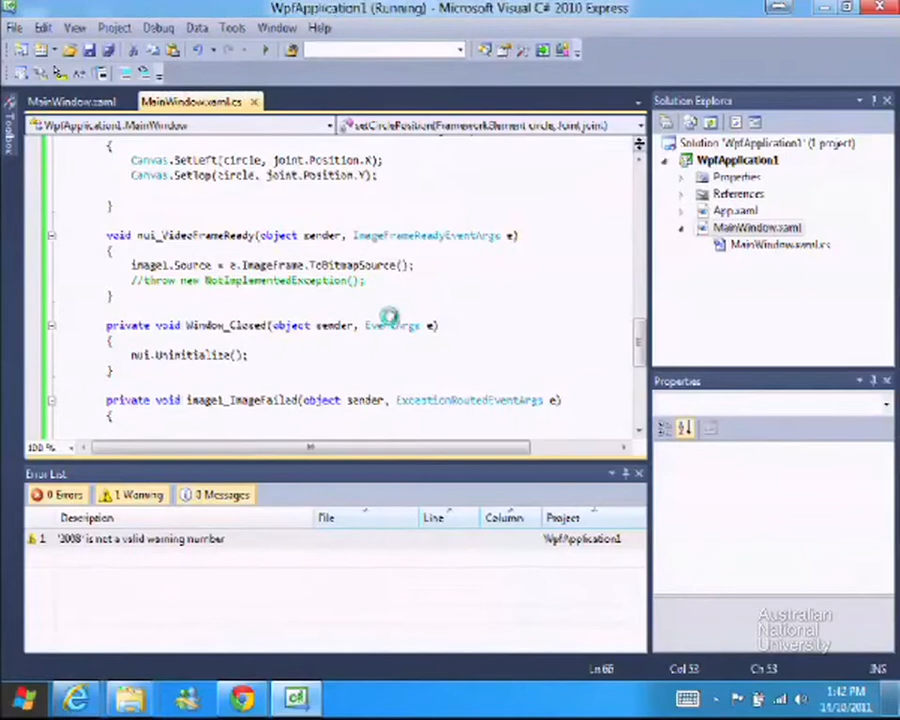 WpfApplication1 (Running) - Microsoft Visual C# 2010 Express
File Edit View Project Debug Data Tools Window Help
MainWindow.xaml MainWindow.xaml.cs
WpfApplication1.MainWindow setCirclePosition(FrameworkElement circle, Joint joint)
{
Canvas.SetLeft(circle, joint.Position.X);
Canvas.SetTop(circle, joint.Position.Y);
}
void nui_VideoFrameReady(object sender, ImageFrameReadyEventArgs e)
{
image1.Source = e.ImageFrame.ToBitmapSource();
//throw new NotImplementedException();
}
private void Window_Closed(object sender, EventArgs e)
{
nui.Uninitialize();
}
private void image1_ImageFailed(object sender, ExceptionRoutedEventArgs e)
{
100 %
Toolbox
Error List
0 Errors 1 Warning 0 Messages
Description File Line Column Project
1 '2008' is not a valid warning number WpfApplication1
Solution Explorer
Solution 'WpfApplication1' (1 project)
WpfApplication1
Properties
References
App.xaml
MainWindow.xaml
MainWindow.xaml.cs
Properties
Australian
National
University
Ln 66 Col 53 Ch 53 INS
1:42 PM
14/10/2011